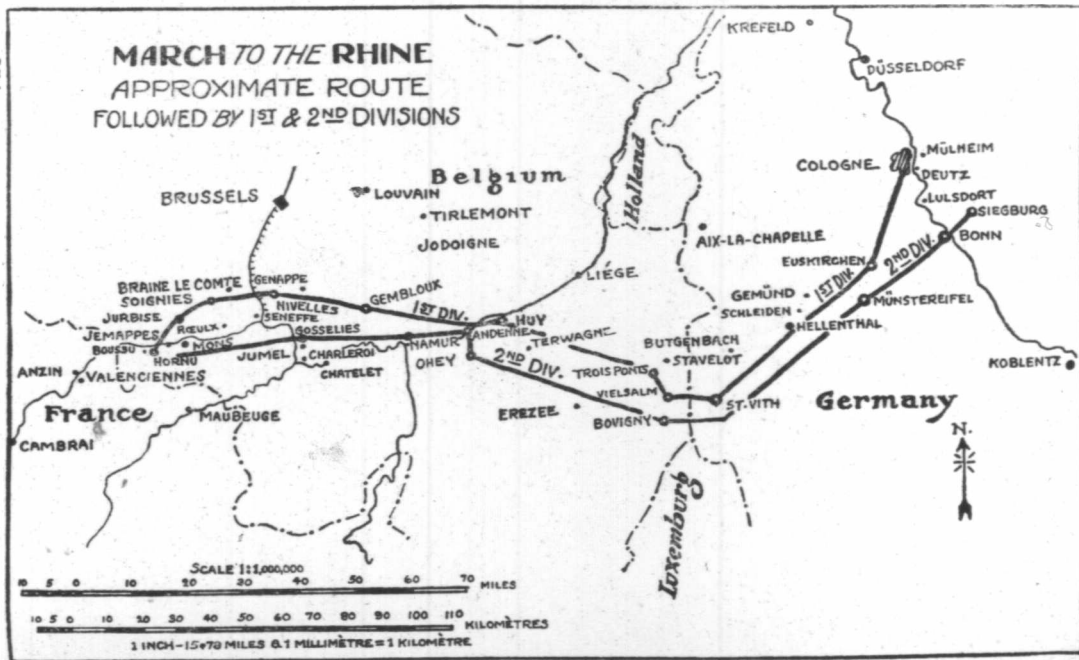 MARCH TO THE RHINE
APPROXIMATE ROUTE
FOLLOWED BY 1ST & 2ND DIVISIONS
KREFELD
DÜSSELDORF
COLOGNE
MÜLHEIM
DEUTZ
LULSDORT
SIEGBURG
BONN
BRUSSELS
LOUVAIN
Belgium
TIRLEMONT
JODOIGNE
Holland
AIX-LA-CHAPELLE
LIÉGE
EUSKIRCHEN
1ST DIV.
2ND DIV.
MÜNSTEREIFEL
GEMÜND
SCHLEIDEN
HELLENTHAL
KOBLENTZ
BRAINE LE COMTE
SOIGNIES
GENAPPE
NIVELLES
SENEFFE
GEMBLOUX
1ST DIV.
JURBISE
JEMAPPES
RŒULX
GOSSELIES
HUY
ANDENNE
BOUSSU
MONS
HORNU
JUMEL
CHARLEROI
CHATELET
NAMUR
OHEY
TERWAGNE
2ND DIV.
BUTGENBACH
STAVELOT
TROIS PONTS
VIELSALM
ST. VITH
BOVIGNY
EREZEE
ANZIN
VALENCIENNES
France
MAUBEUGE
CAMBRAI
Germany
Luxemburg
N.
SCALE 1:1,000,000
10 5 0 10 20 30 40 50 60 70 MILES
10 5 0 10 20 30 40 50 60 70 80 90 100 110 KILOMÈTRES
1 INCH-15.78 MILES & 1 MILLIMÈTRE = 1 KILOMÈTRE